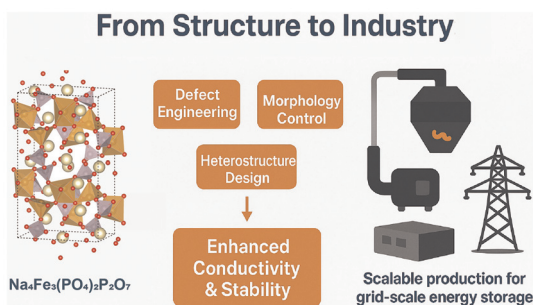 From Structure to Industry
Defect
Engineering
Morphology
Control
Heterostructure
Design
Enhanced
Conductivity
& Stability
Na₄Fe₃(PO₄)₂P₂O₇
Scalable production for
grid-scale energy storage